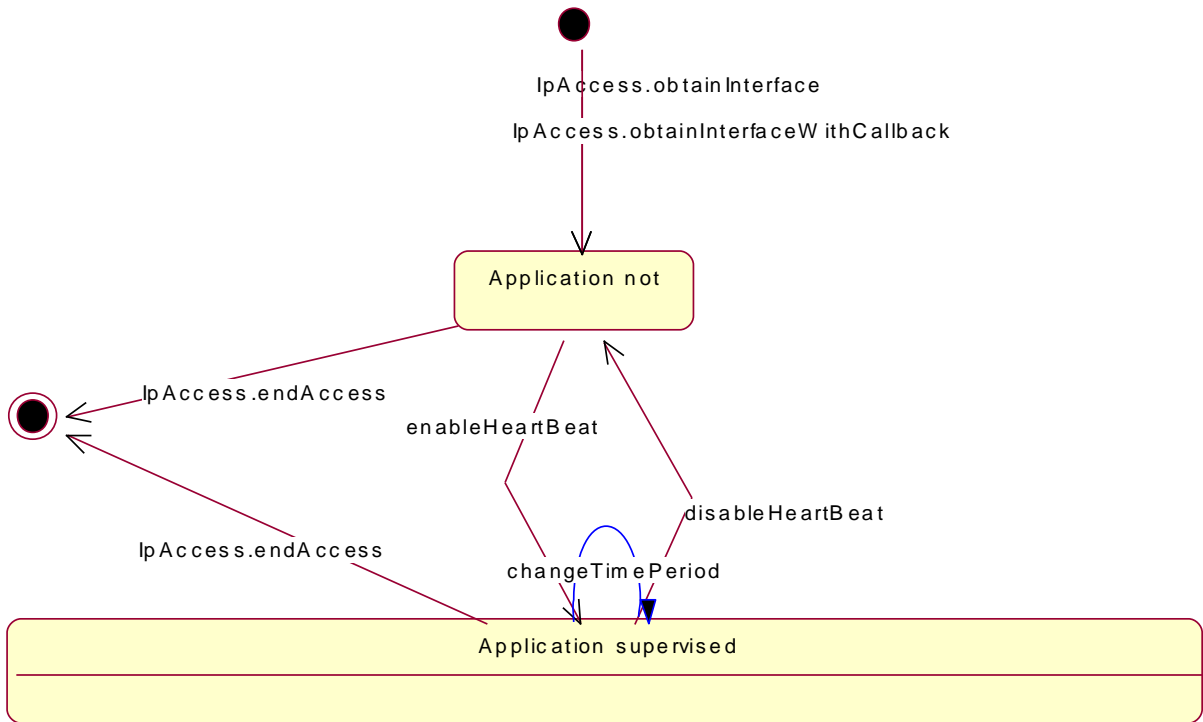 IpAccess.obtainInterface
IpAccess.obtainInterfaceWithCallback
Application not
IpAccess.endAccess
enableHeartBeat
disableHeartBeat
IpAccess.endAccess
changeTimePeriod
Application supervised